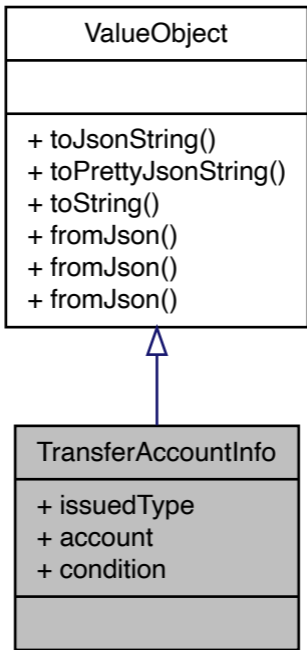 ValueObject
+ toJsonString()
+ toPrettyJsonString()
+ toString()
+ fromJson()
+ fromJson()
+ fromJson()
TransferAccountInfo
+ issuedType
+ account
+ condition